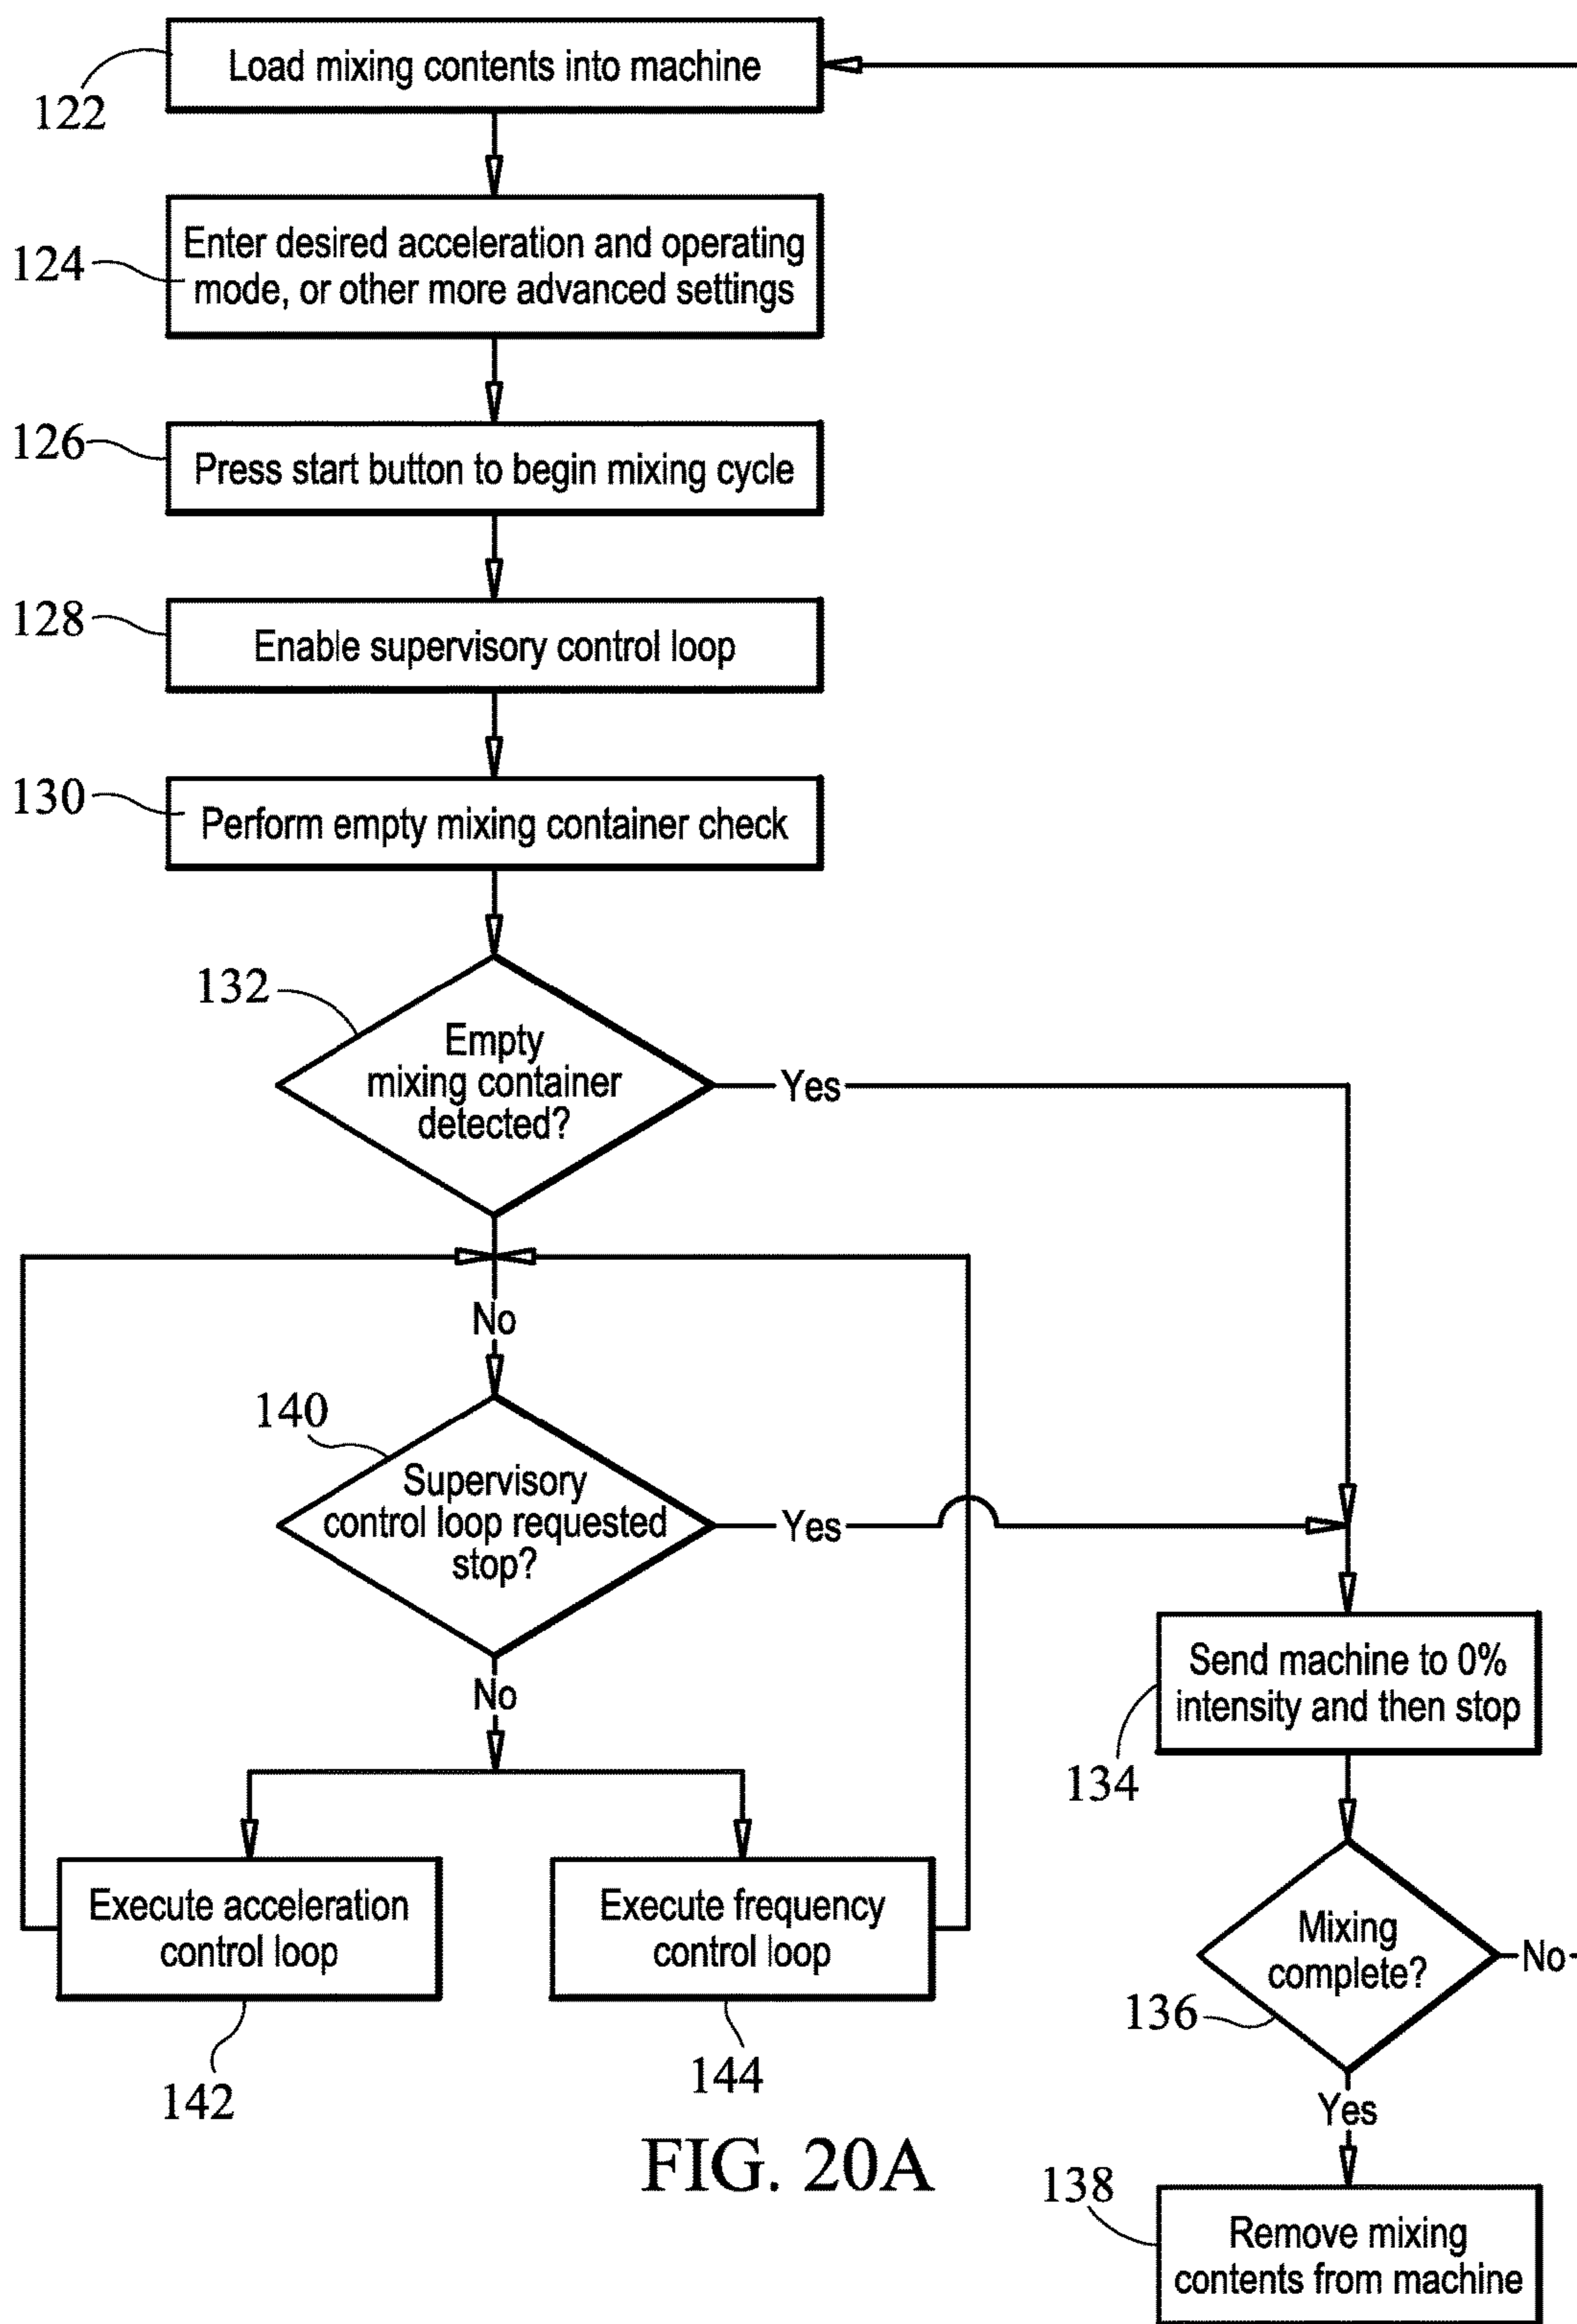 Load mixing contents into machine
122
Enter desired acceleration and operating
mode, or other more advanced settings
124
126
Press start button to begin mixing cycle
128
Enable supervisory control loop
130
Perform empty mixing container check
132
Empty
mixing container
detected?
Yes
No
140
Supervisory
control loop requested
stop?
Yes
No
Send machine to 0%
intensity and then stop
134
Execute acceleration
control loop
142
Execute frequency
control loop
144
Mixing
complete?
No
136
Yes
FIG. 20A
138
Remove mixing
contents from machine